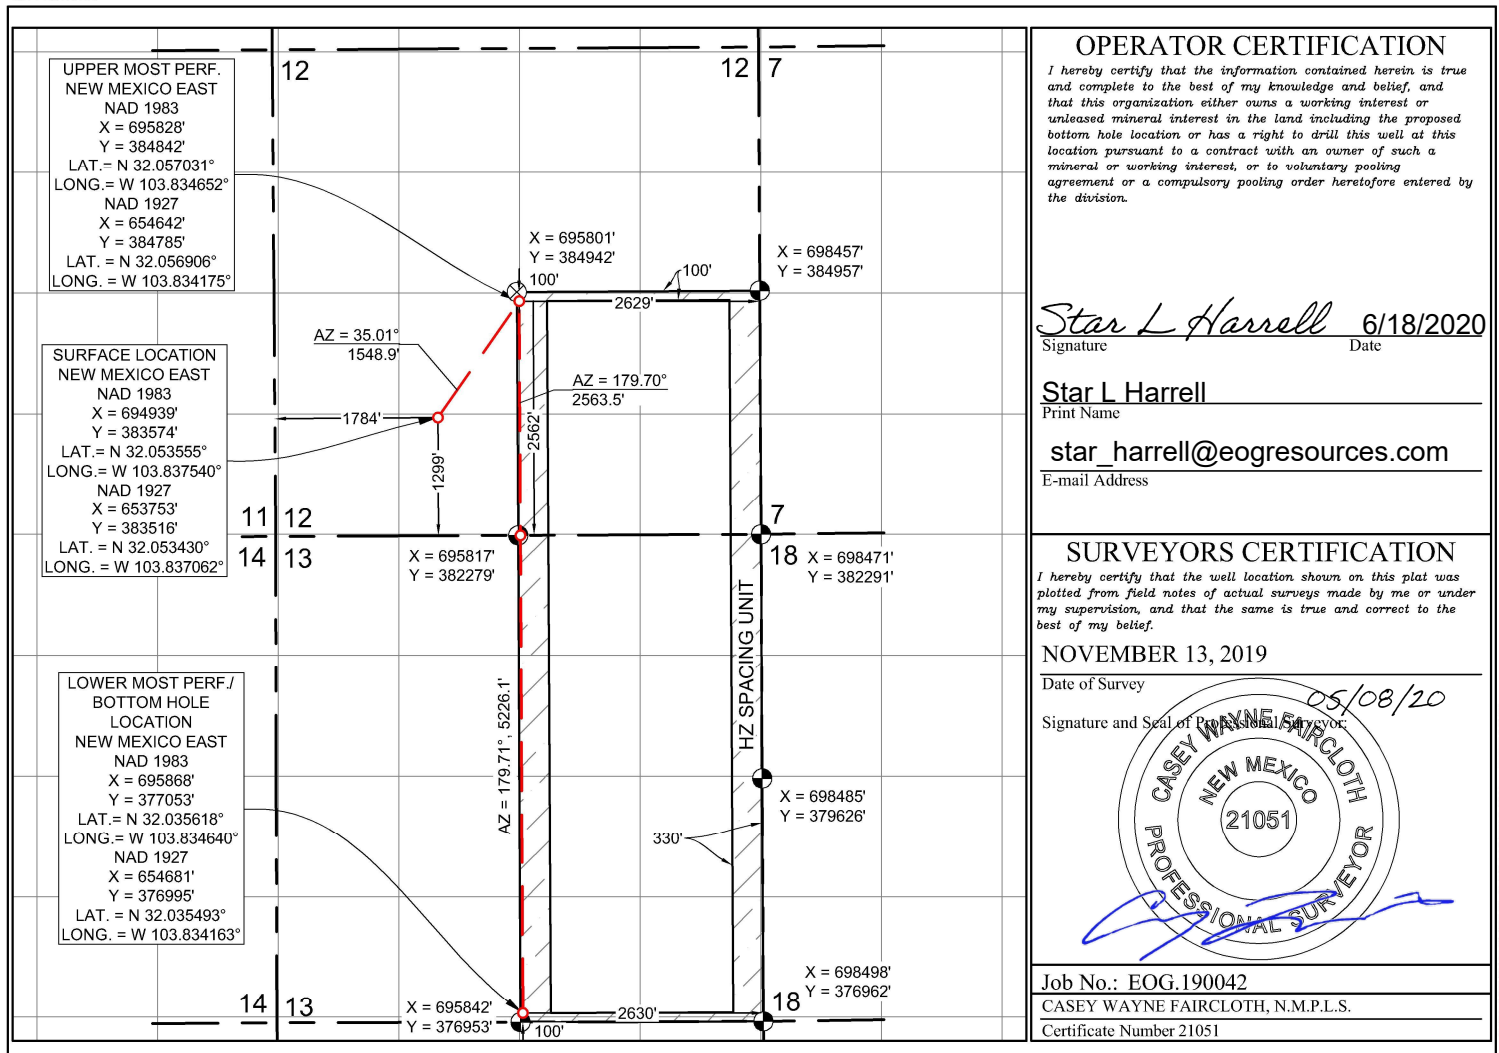 12
12 7
UPPER MOST PERF.
NEW MEXICO EAST
NAD 1983
X = 695828'
Y = 384842'
LAT.= N 32.057031°
LONG.= W 103.834652°
NAD 1927
X = 654642'
Y = 384785'
LAT. = N 32.056906°
LONG. = W 103.834175°
X = 695801'
Y = 384942'
100'
100'
X = 698457'
Y = 384957'
2629'
AZ = 35.01°
1548.9'
AZ = 179.70°
2563.5'
2562'
SURFACE LOCATION
NEW MEXICO EAST
NAD 1983
X = 694939'
Y = 383574'
LAT.= N 32.053555°
LONG.= W 103.837540°
NAD 1927
X = 653753'
Y = 383516'
LAT. = N 32.053430°
LONG. = W 103.837062°
1784'
1299'
11 12
14 13
7
18
X = 695817'
Y = 382279'
X = 698471'
Y = 382291'
HZ SPACING UNIT
AZ = 179.71°, 5226.1'
LOWER MOST PERF./
BOTTOM HOLE
LOCATION
NEW MEXICO EAST
NAD 1983
X = 695868'
Y = 377053'
LAT.= N 32.035618°
LONG.= W 103.834640°
NAD 1927
X = 654681'
Y = 376995'
LAT. = N 32.035493°
LONG. = W 103.834163°
X = 698485'
Y = 379626'
330'
14 13
X = 695842'
Y = 376953'
100'
2630'
18
X = 698498'
Y = 376962'
OPERATOR CERTIFICATION
I hereby certify that the information contained herein is true
and complete to the best of my knowledge and belief, and
that this organization either owns a working interest or
unleased mineral interest in the land including the proposed
bottom hole location or has a right to drill this well at this
location pursuant to a contract with an owner of such a
mineral or working interest, or to voluntary pooling
agreement or a compulsory pooling order heretofore entered by
the division.
Star L Harrell 6/18/2020
Signature Date
Star L Harrell
Print Name
star_harrell@eogresources.com
E-mail Address
SURVEYORS CERTIFICATION
I hereby certify that the well location shown on this plat was
plotted from field notes of actual surveys made by me or under
my supervision, and that the same is true and correct to the
best of my belief.
NOVEMBER 13, 2019
Date of Survey
05/08/20
Signature and Seal of Professional Surveyor:
CASEY WAYNE FAIRCLOTH
NEW MEXICO
21051
PROFESSIONAL SURVEYOR
Job No.: EOG.190042
CASEY WAYNE FAIRCLOTH, N.M.P.L.S.
Certificate Number 21051